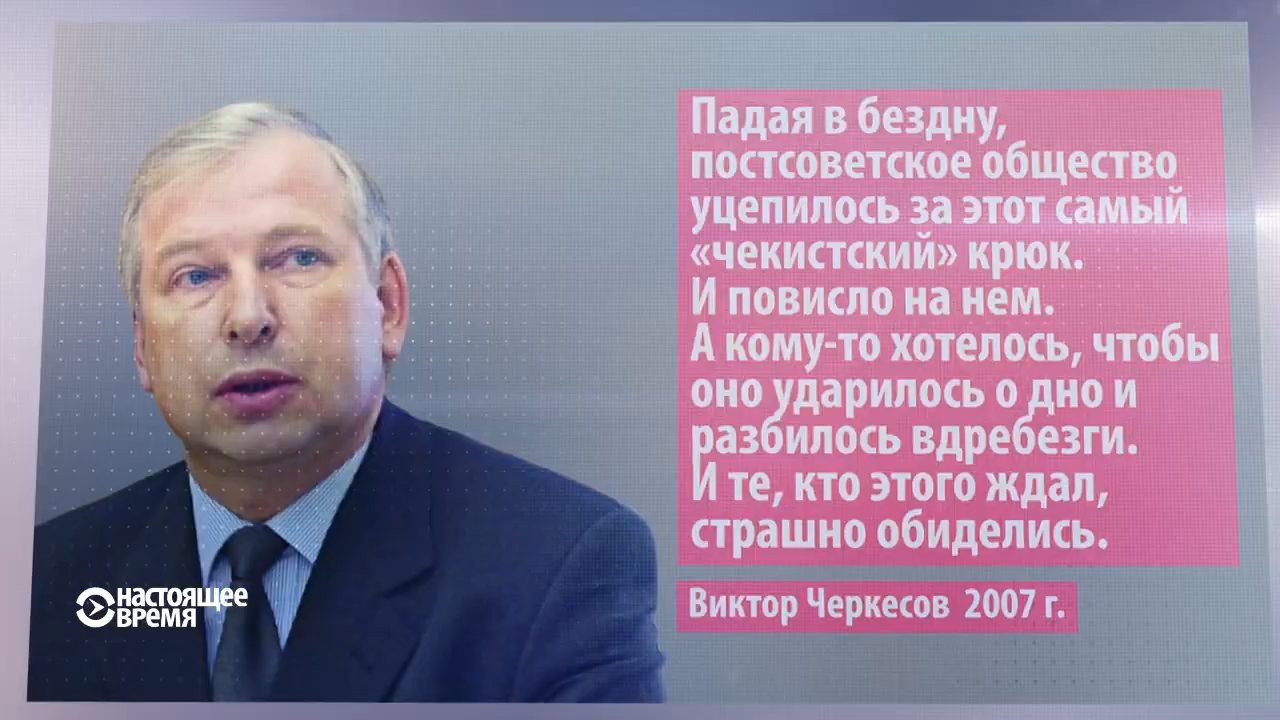 Падая в бездну,
постсоветское общество
уцепилось за этот самый
«чекистский» крюк.
И повисло на нем.
А кому-то хотелось, чтобы
оно ударилось о дно и
разбилось вдребезги.
И те, кто этого ждал,
страшно обиделись.
Виктор Черкесов 2007 г.
НАСТОЯЩЕЕ
ВРЕМЯ